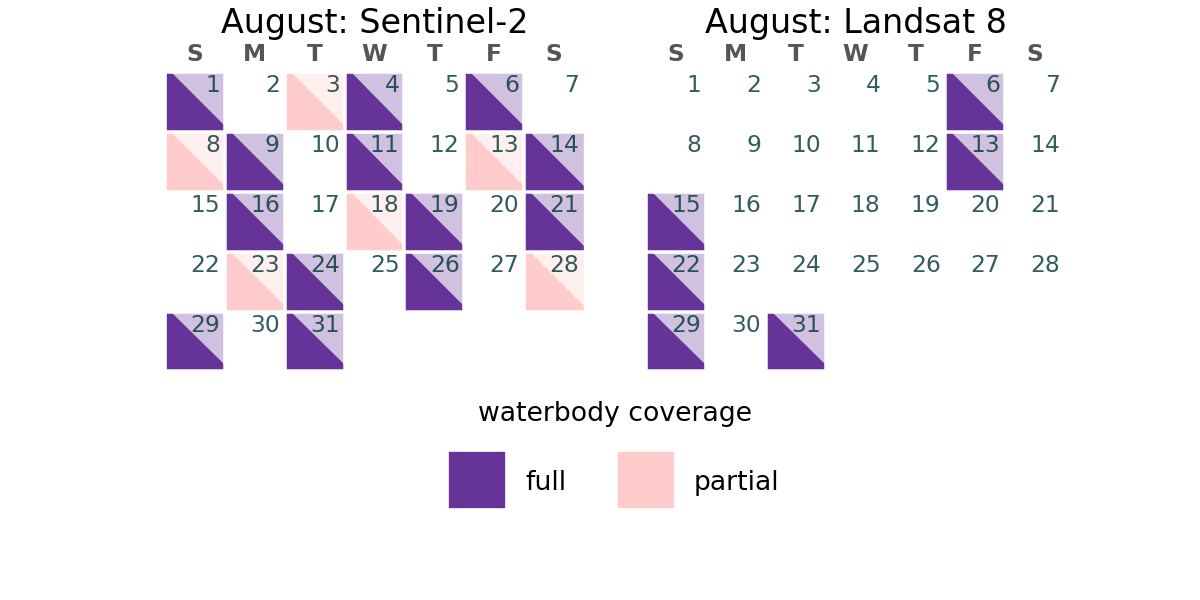 August: Sentinel-2
S M T W T F S
1 2 3 4 5 6 7
8 9 10 11 12 13 14
15 16 17 18 19 20 21
22 23 24 25 26 27 28
29 30 31
August: Landsat 8
S M T W T F S
1 2 3 4 5 6 7
8 9 10 11 12 13 14
15 16 17 18 19 20 21
22 23 24 25 26 27 28
29 30 31
waterbody coverage
full
partial